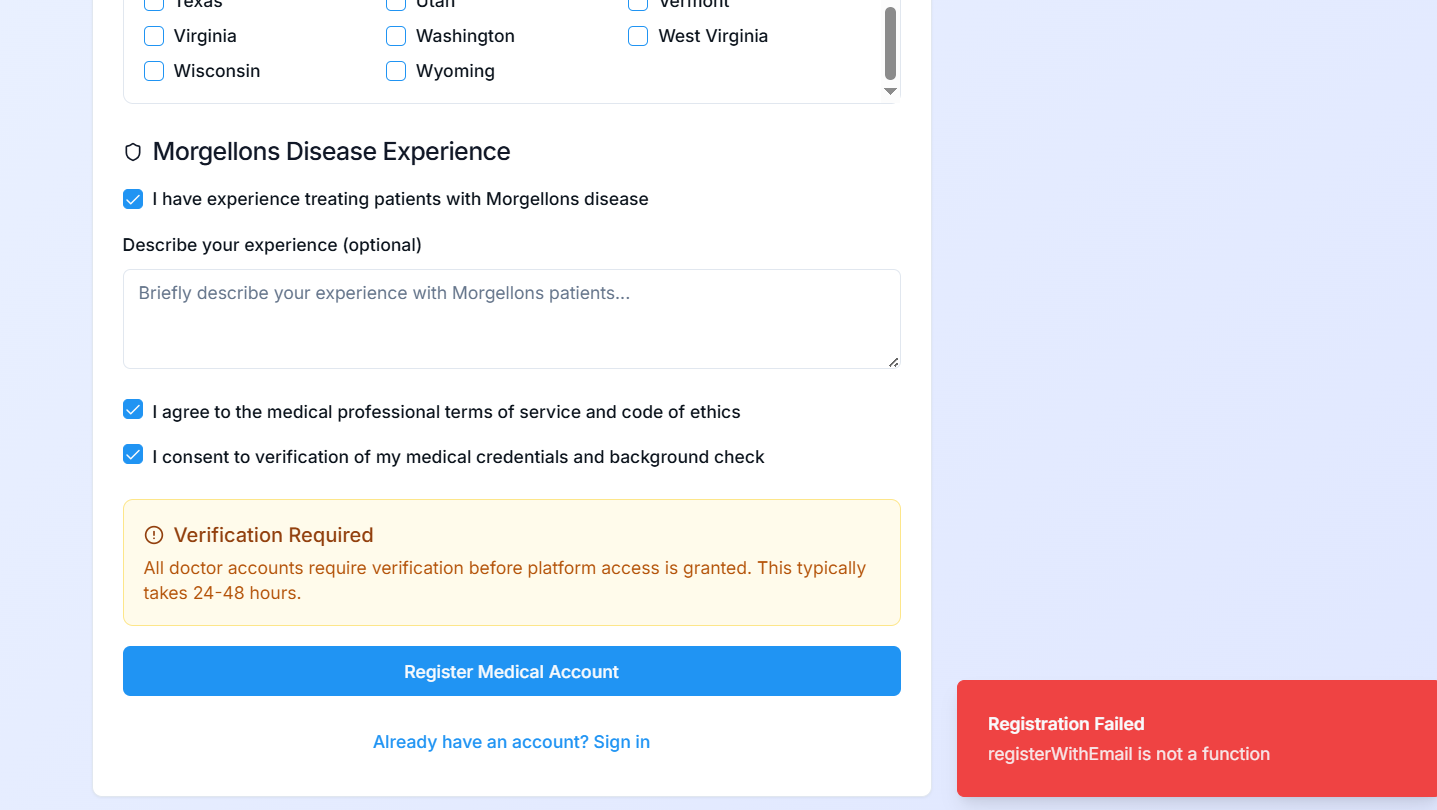 Texas
Utah
Vermont
Virginia
Washington
West Virginia
Wisconsin
Wyoming
Morgellons Disease Experience
I have experience treating patients with Morgellons disease
Describe your experience (optional)
Briefly describe your experience with Morgellons patients...
I agree to the medical professional terms of service and code of ethics
I consent to verification of my medical credentials and background check
Verification Required
All doctor accounts require verification before platform access is granted. This typically
takes 24-48 hours.
Register Medical Account
Already have an account? Sign in
Registration Failed
registerWithEmail is not a function